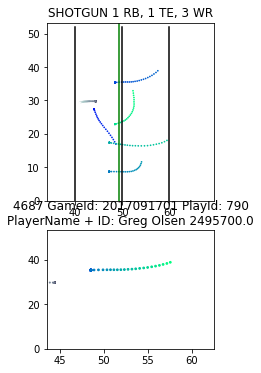 SHOTGUN 1 RB, 1 TE, 3 WR
50
40
30
20
10
0
40 50 60
4687 GameId: 2017091701 PlayId: 790
PlayerName + ID: Greg Olsen 2495700.0
40
20
0
45 50 55 60